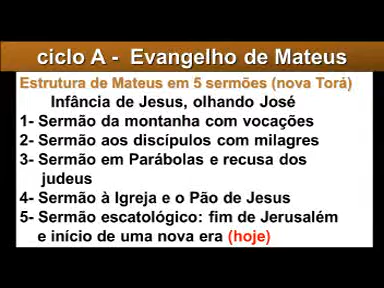 ciclo A - Evangelho de Mateus
Estrutura de Mateus em 5 sermões (nova Torá)
Infância de Jesus, olhando José
1- Sermão da montanha com vocações
2- Sermão aos discípulos com milagres
3- Sermão em Parábolas e recusa dos
judeus
4- Sermão à Igreja e o Pão de Jesus
5- Sermão escatológico: fim de Jerusalém
e início de uma nova era (hoje)